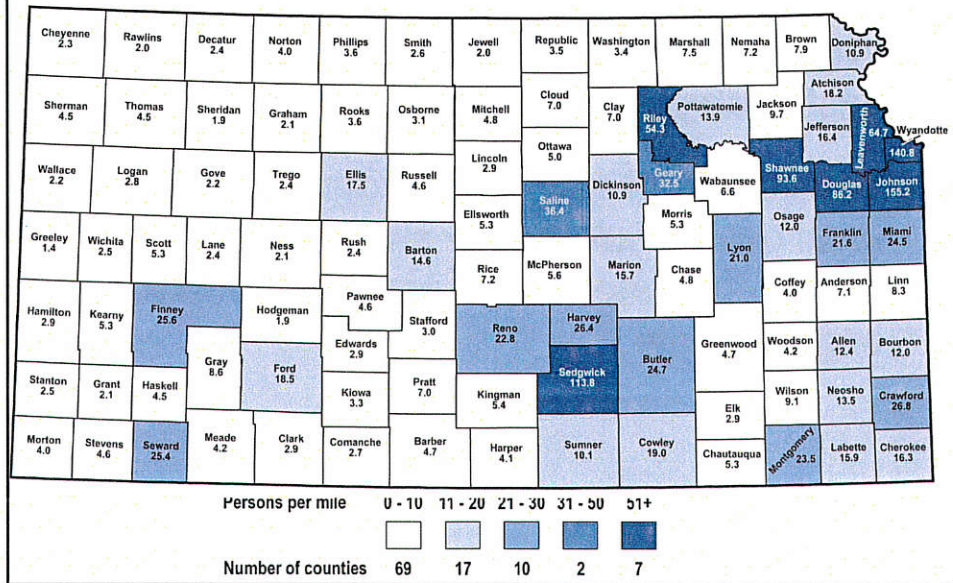 Cheyenne
2.3
Rawlins
2.0
Decatur
2.4
Norton
4.0
Phillips
3.6
Smith
2.6
Jewell
2.0
Republic
3.5
Washington
3.4
Marshall
7.5
Nemaha
7.2
Brown
7.9
Doniphan
10.9
Atchison
18.2
Sherman
4.5
Thomas
4.5
Sheridan
1.9
Graham
2.1
Rooks
3.6
Osborne
3.1
Mitchell
4.8
Cloud
7.0
Clay
7.0
Riley
54.3
Pottawatomie
13.9
Jackson
9.7
Jefferson
16.4
Leavenworth
64.7
Wyandotte
140.8
Wallace
2.2
Logan
2.8
Gove
2.2
Trego
2.4
Ellis
17.5
Russell
4.6
Lincoln
2.9
Ottawa
5.0
Saline
36.4
Dickinson
10.9
Geary
32.5
Wabaunsee
6.6
Shawnee
93.6
Douglas
86.2
Johnson
155.2
Ellsworth
5.3
Morris
5.3
Osage
12.0
Franklin
21.6
Miami
24.5
Greeley
1.4
Wichita
2.5
Scott
5.3
Lane
2.4
Ness
2.1
Rush
2.4
Barton
14.6
Rice
7.2
McPherson
5.6
Marion
15.7
Chase
4.8
Lyon
21.0
Coffey
4.0
Anderson
7.1
Linn
8.3
Hamilton
2.9
Kearny
5.3
Finney
25.6
Hodgeman
1.9
Pawnee
4.6
Stafford
3.0
Reno
22.8
Harvey
26.4
Butler
24.7
Greenwood
4.7
Woodson
4.2
Allen
12.4
Bourbon
12.0
Gray
8.6
Ford
18.5
Edwards
2.9
Sedgwick
113.8
Stanton
2.5
Grant
2.1
Haskell
4.5
Kiowa
3.3
Pratt
7.0
Kingman
5.4
Elk
2.9
Wilson
9.1
Neosho
13.5
Crawford
26.8
Morton
4.0
Stevens
4.6
Seward
25.4
Meade
4.2
Clark
2.9
Comanche
2.7
Barber
4.7
Harper
4.1
Sumner
10.1
Cowley
19.0
Chautauqua
5.3
Montgomery
23.5
Labette
15.9
Cherokee
16.3
Persons per mile 0 - 10 11 - 20 21 - 30 31 - 50 51+
Number of counties 69 17 10 2 7